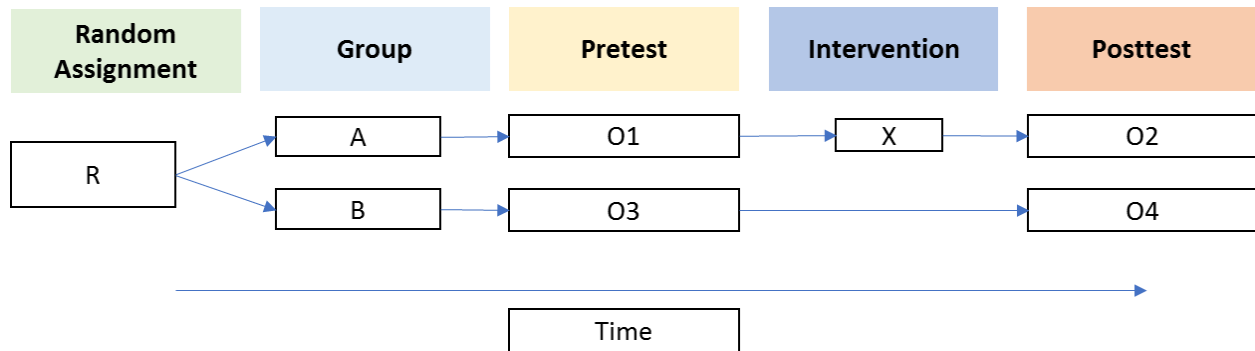 Random
Assignment
Group
Pretest
Intervention
Posttest
R
A
O1
X
O2
B
O3
O4
Time